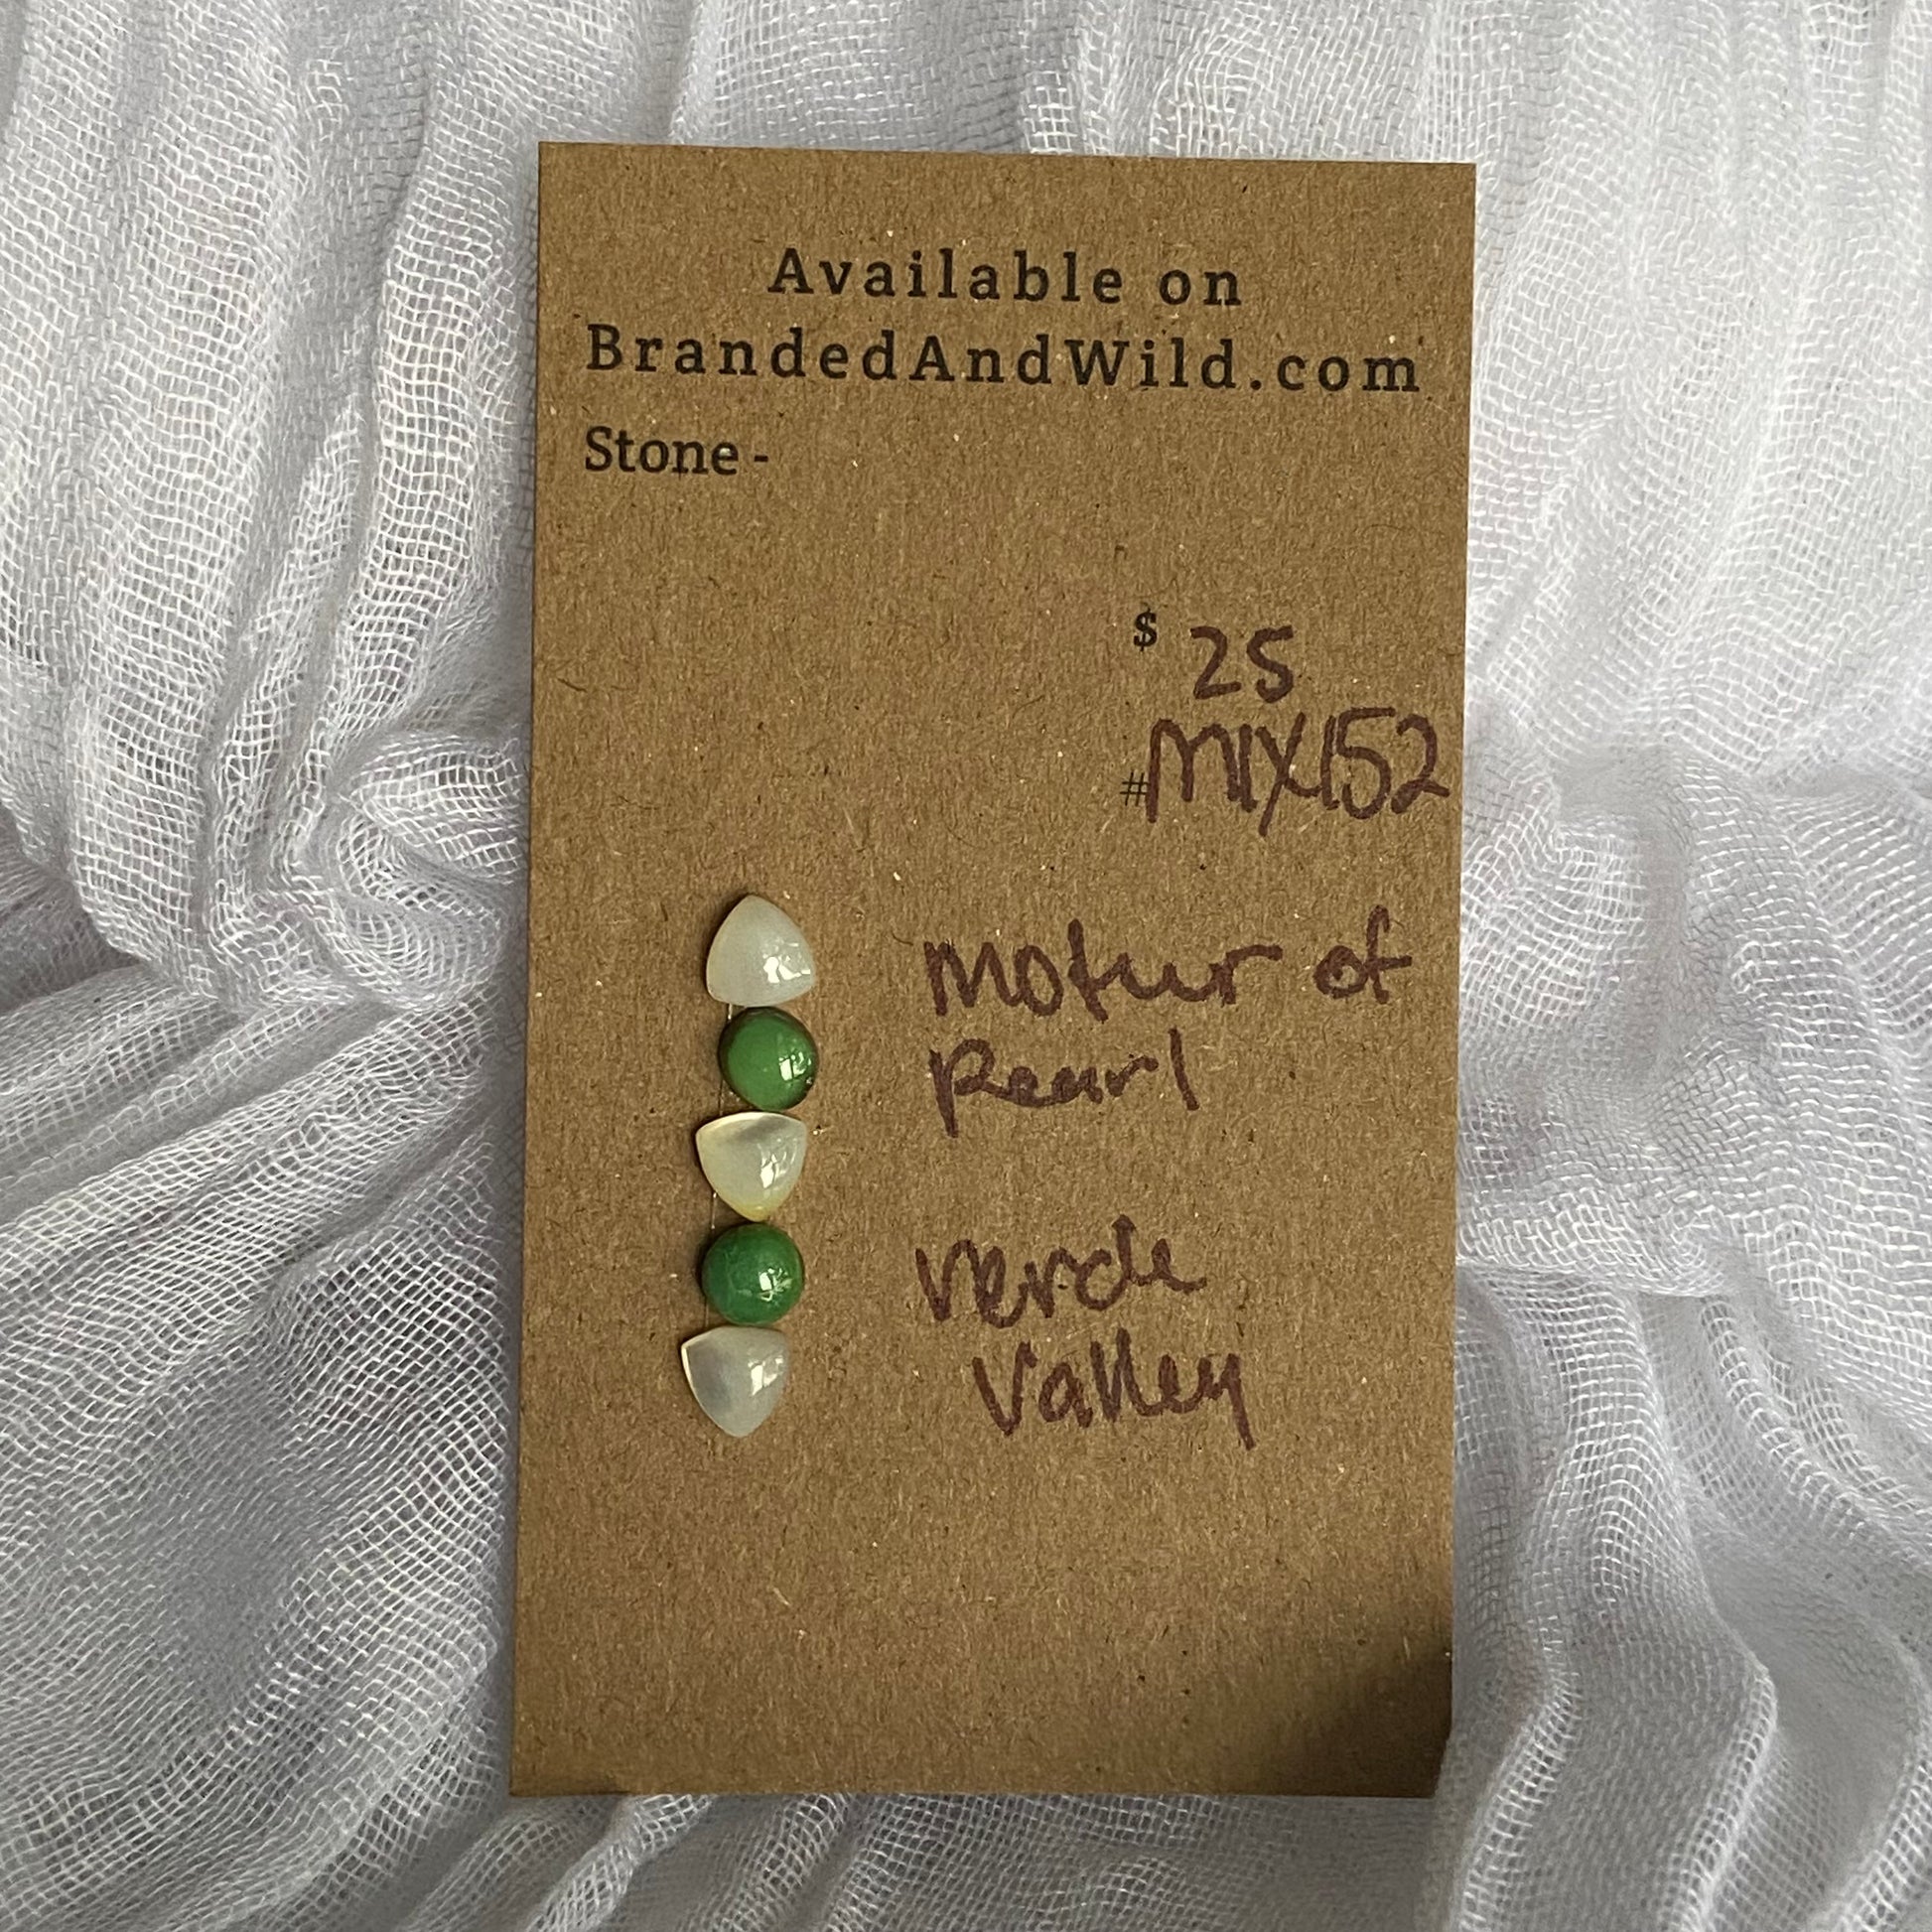 Available on
BrandedAndWild.com
Stone -
$ 25
#MIX152
Mother of
Pearl
Verde
Valley